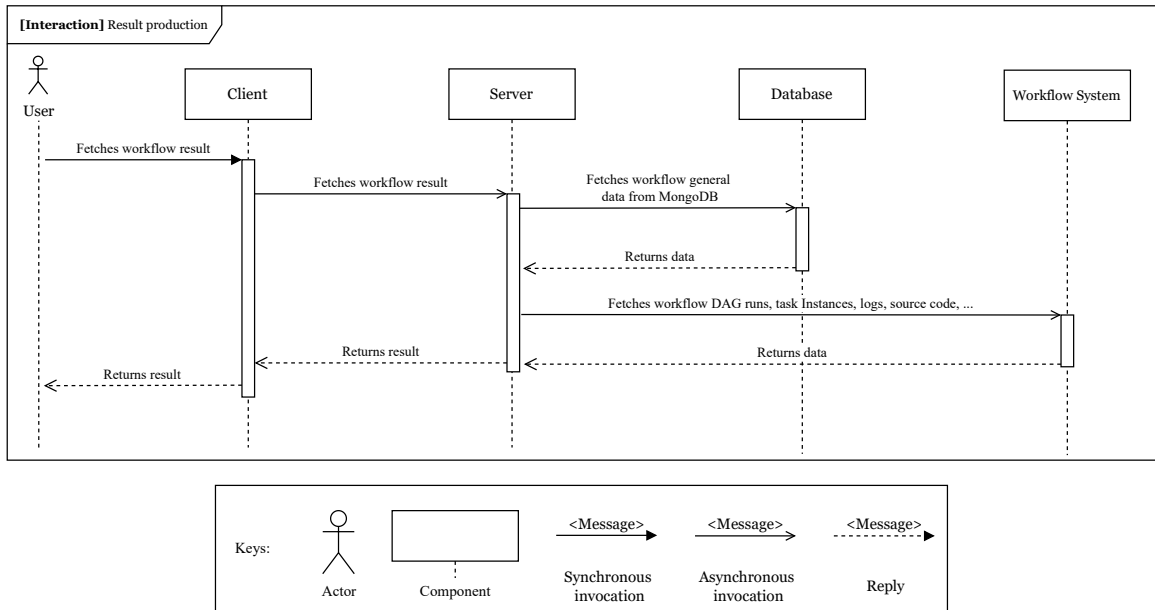 [Interaction] Result production
User
Client
Server
Database
Workflow System
Fetches workflow result
Fetches workflow result
Fetches workflow general
data from MongoDB
Returns data
Fetches workflow DAG runs, task Instances, logs, source code, ...
Returns result
Returns data
Returns result
Keys:
Actor
Component
<Message>
Synchronous
invocation
<Message>
Asynchronous
invocation
<Message>
Reply